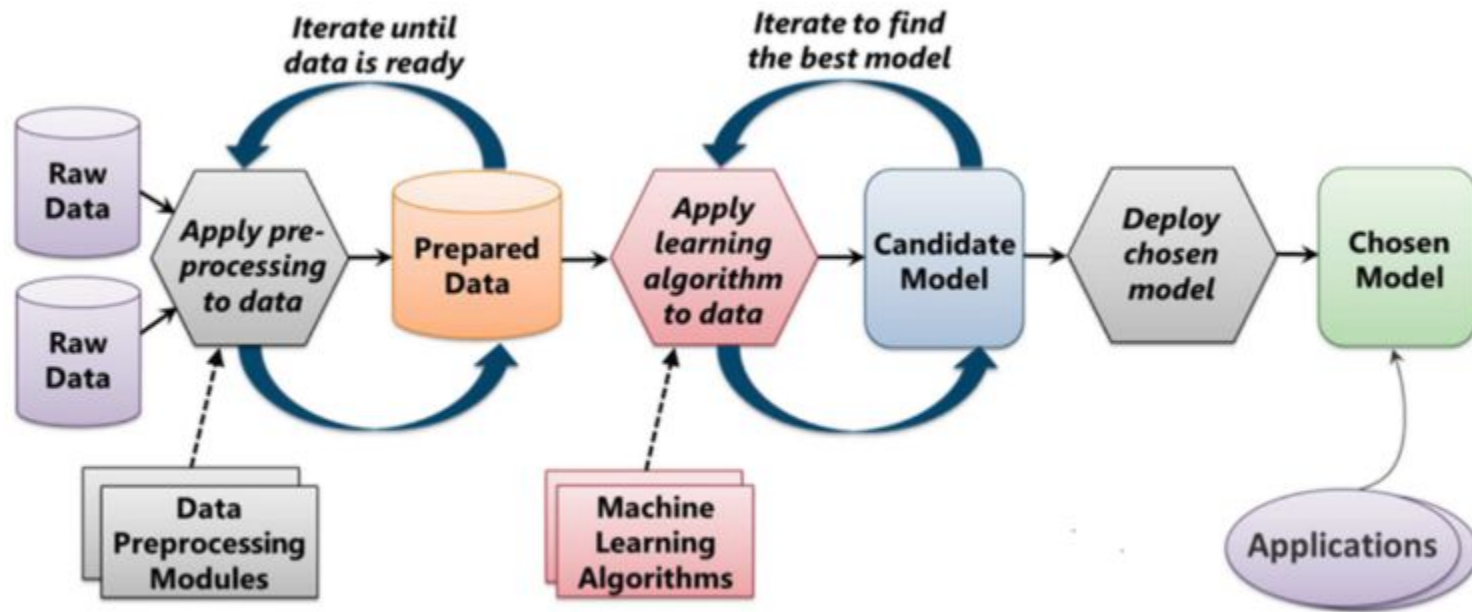 Iterate until
data is ready
Iterate to find
the best model
Raw
Data
Raw
Data
Apply pre-
processing
to data
Prepared
Data
Apply
learning
algorithm
to data
Candidate
Model
Deploy
chosen
model
Chosen
Model
Data
Preprocessing
Modules
Machine
Learning
Algorithms
Applications